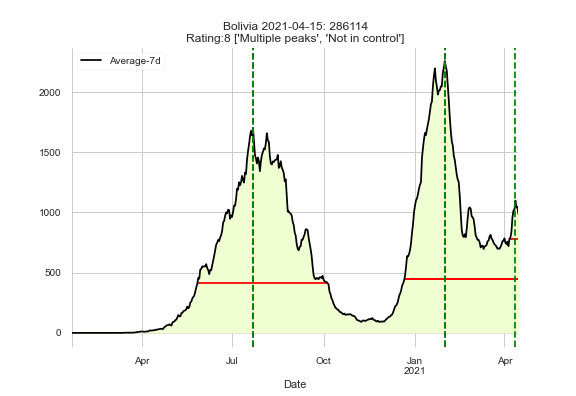 Bolivia 2021-04-15: 286114
Rating:8 ['Multiple peaks', 'Not in control']
Average-7d
2000
1500
1000
500
0
Apr
Jul
Oct
Jan
2021
Apr
Date